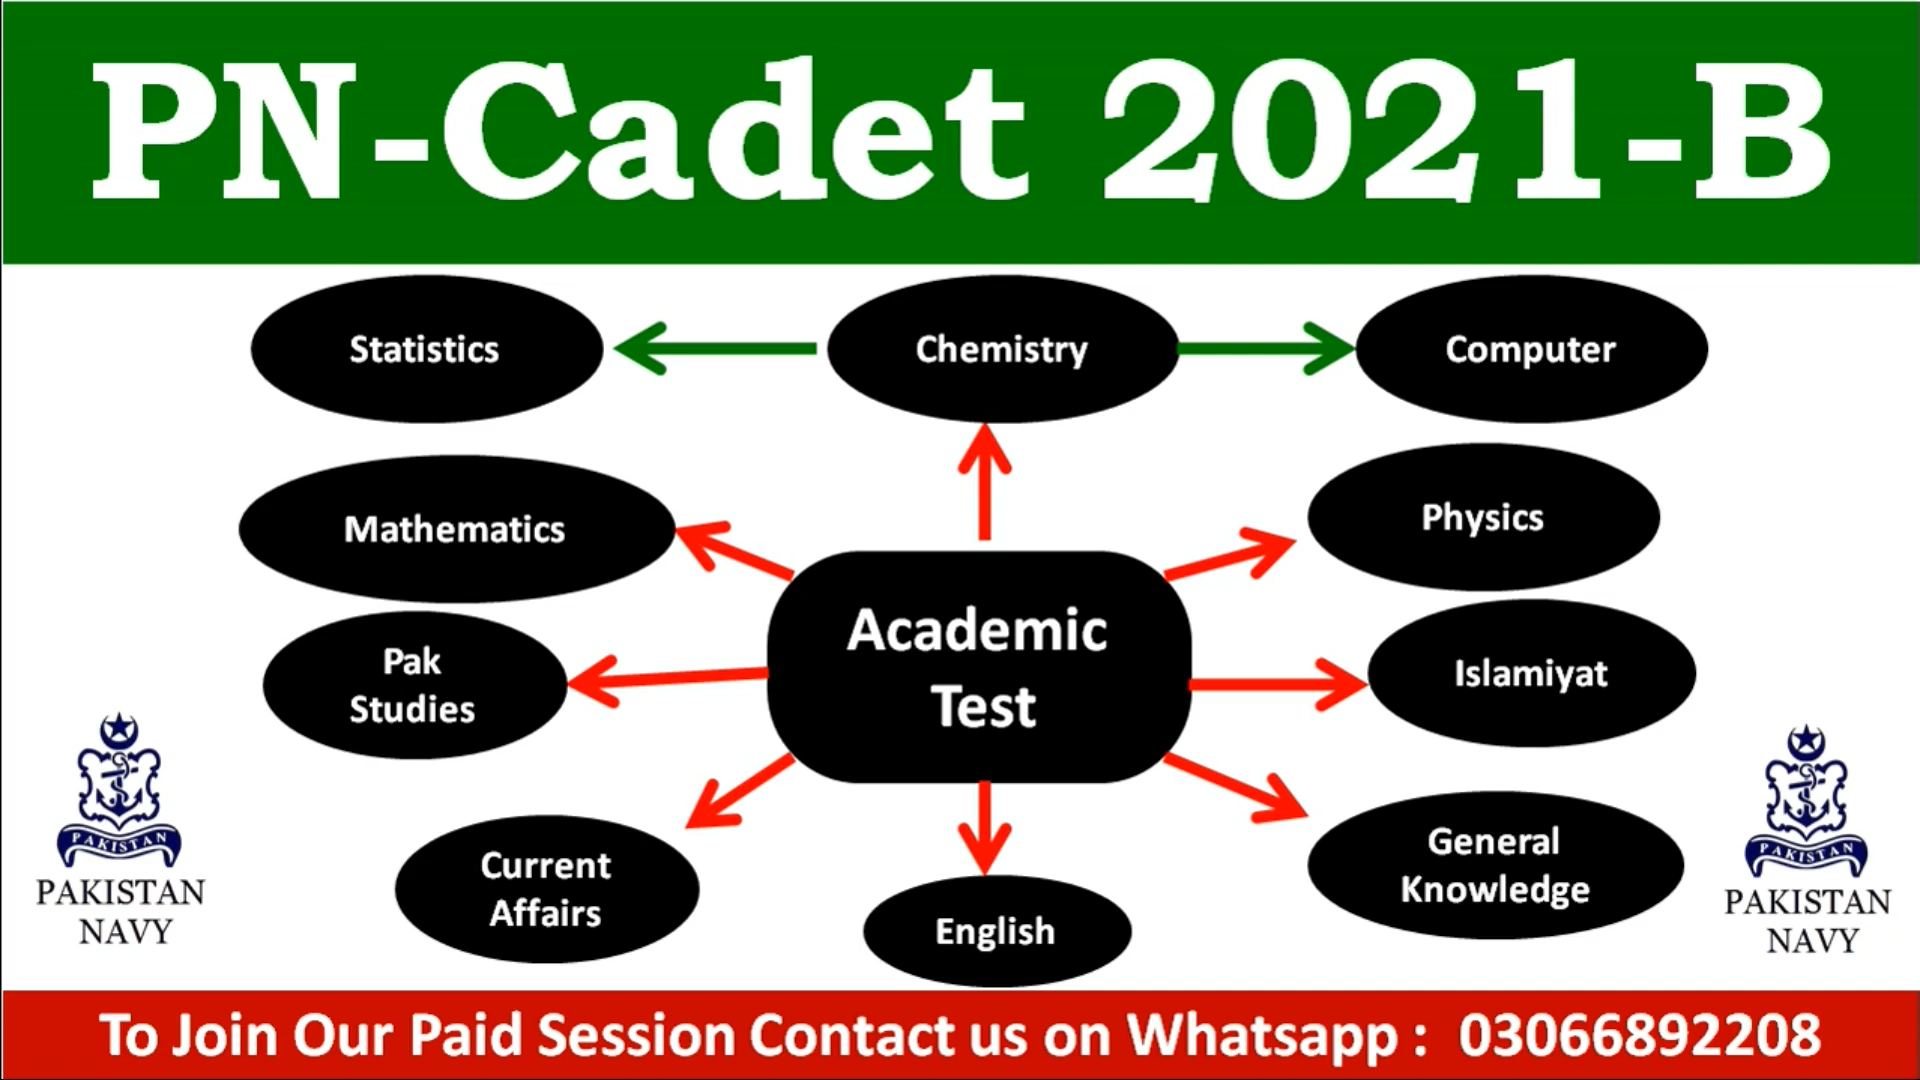 PN-Cadet 2021-B
Statistics
Chemistry
Computer
Mathematics
Physics
Academic
Test
Pak
Studies
Islamiyat
Current
Affairs
English
General
Knowledge
PAKISTAN
PAKISTAN
NAVY
PAKISTAN
PAKISTAN
NAVY
To Join Our Paid Session Contact us on Whatsapp : 03066892208